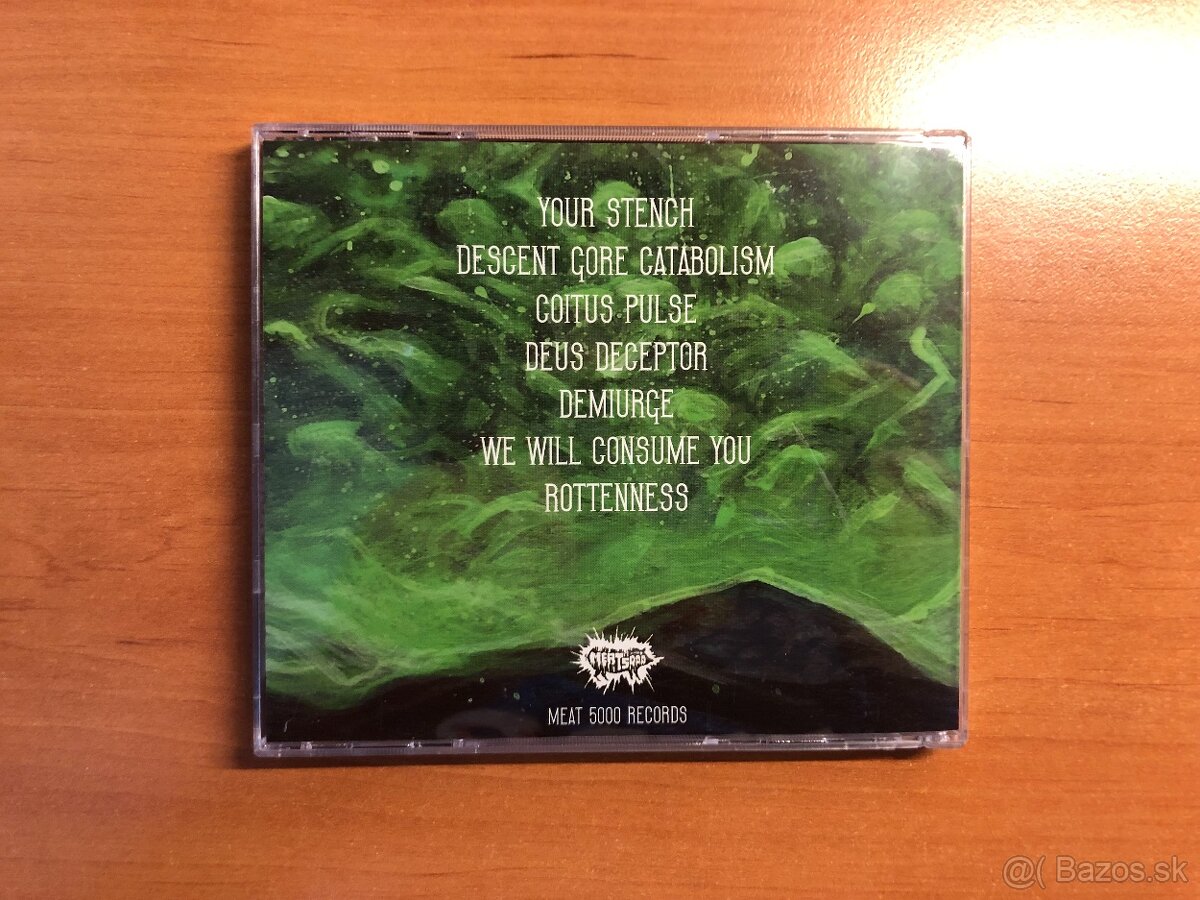 YOUR STENCH
DESCENT GORE CATABOLISM
COITUS PULSE
DEUS DECEPTOR
DEMIURGE
WE WILL CONSUME YOU
ROTTENNESS
MEAT5000
MEAT 5000 RECORDS
@( Bazos.sk